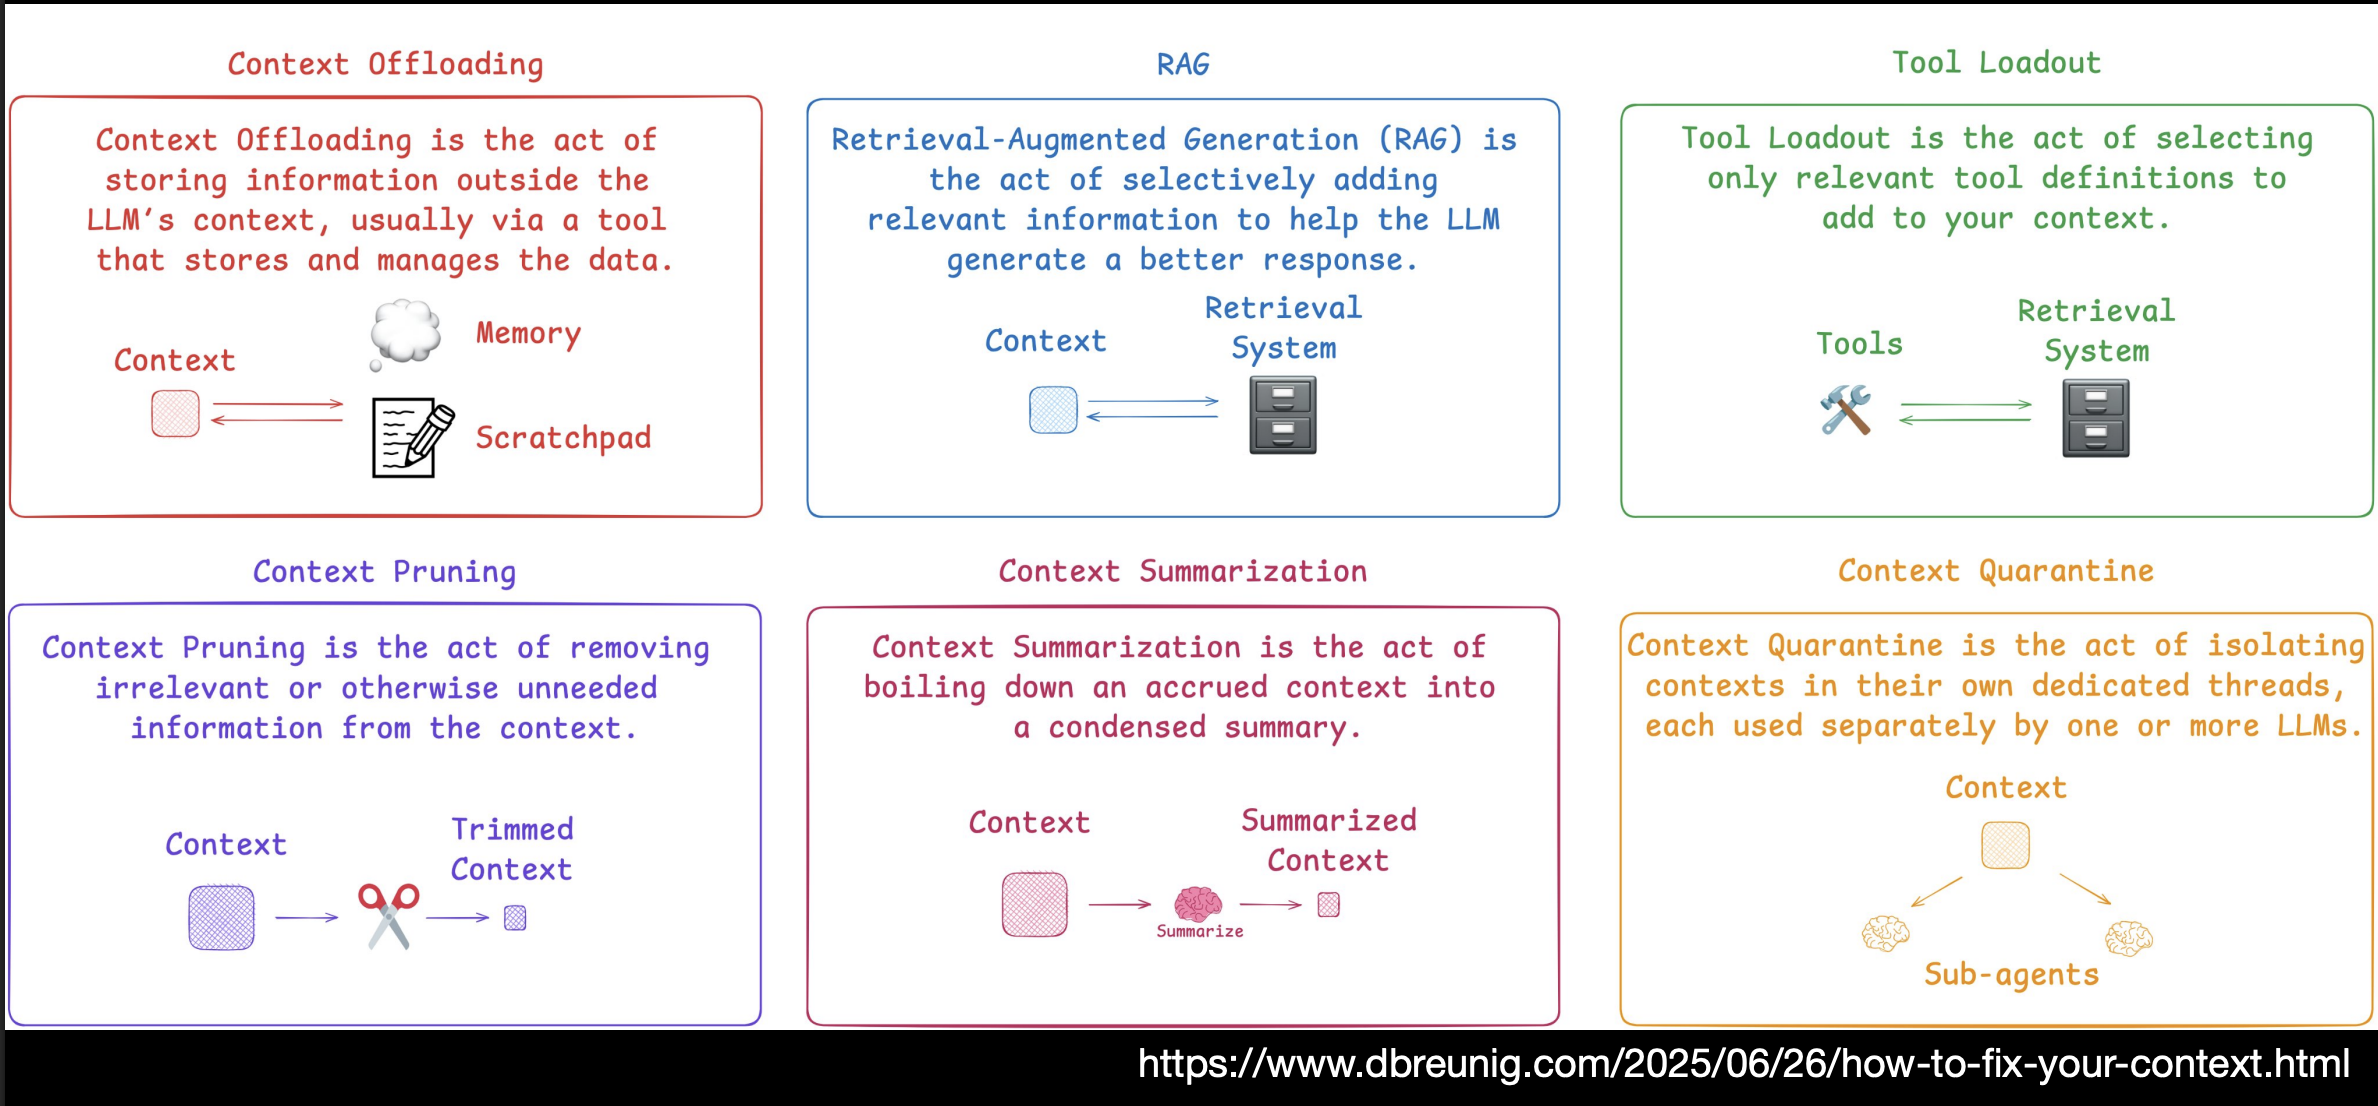 Context Offloading
Context Offloading is the act of
storing information outside the
LLM's context, usually via a tool
that stores and manages the data.
Memory
Context
Scratchpad
RAG
Retrieval-Augmented Generation (RAG) is
the act of selectively adding
relevant information to help the LLM
generate a better response.
Retrieval
System
Context
Tool Loadout
Tool Loadout is the act of selecting
only relevant tool definitions to
add to your context.
Retrieval
System
Tools
Context Pruning
Context Pruning is the act of removing
irrelevant or otherwise unneeded
information from the context.
Context
Trimmed
Context
Context Summarization
Context Summarization is the act of
boiling down an accrued context into
a condensed summary.
Context
Summarized
Context
Summarize
Context Quarantine
Context Quarantine is the act of isolating
contexts in their own dedicated threads,
each used separately by one or more LLMs.
Context
Sub-agents
https://www.dbreunig.com/2025/06/26/how-to-fix-your-context.html